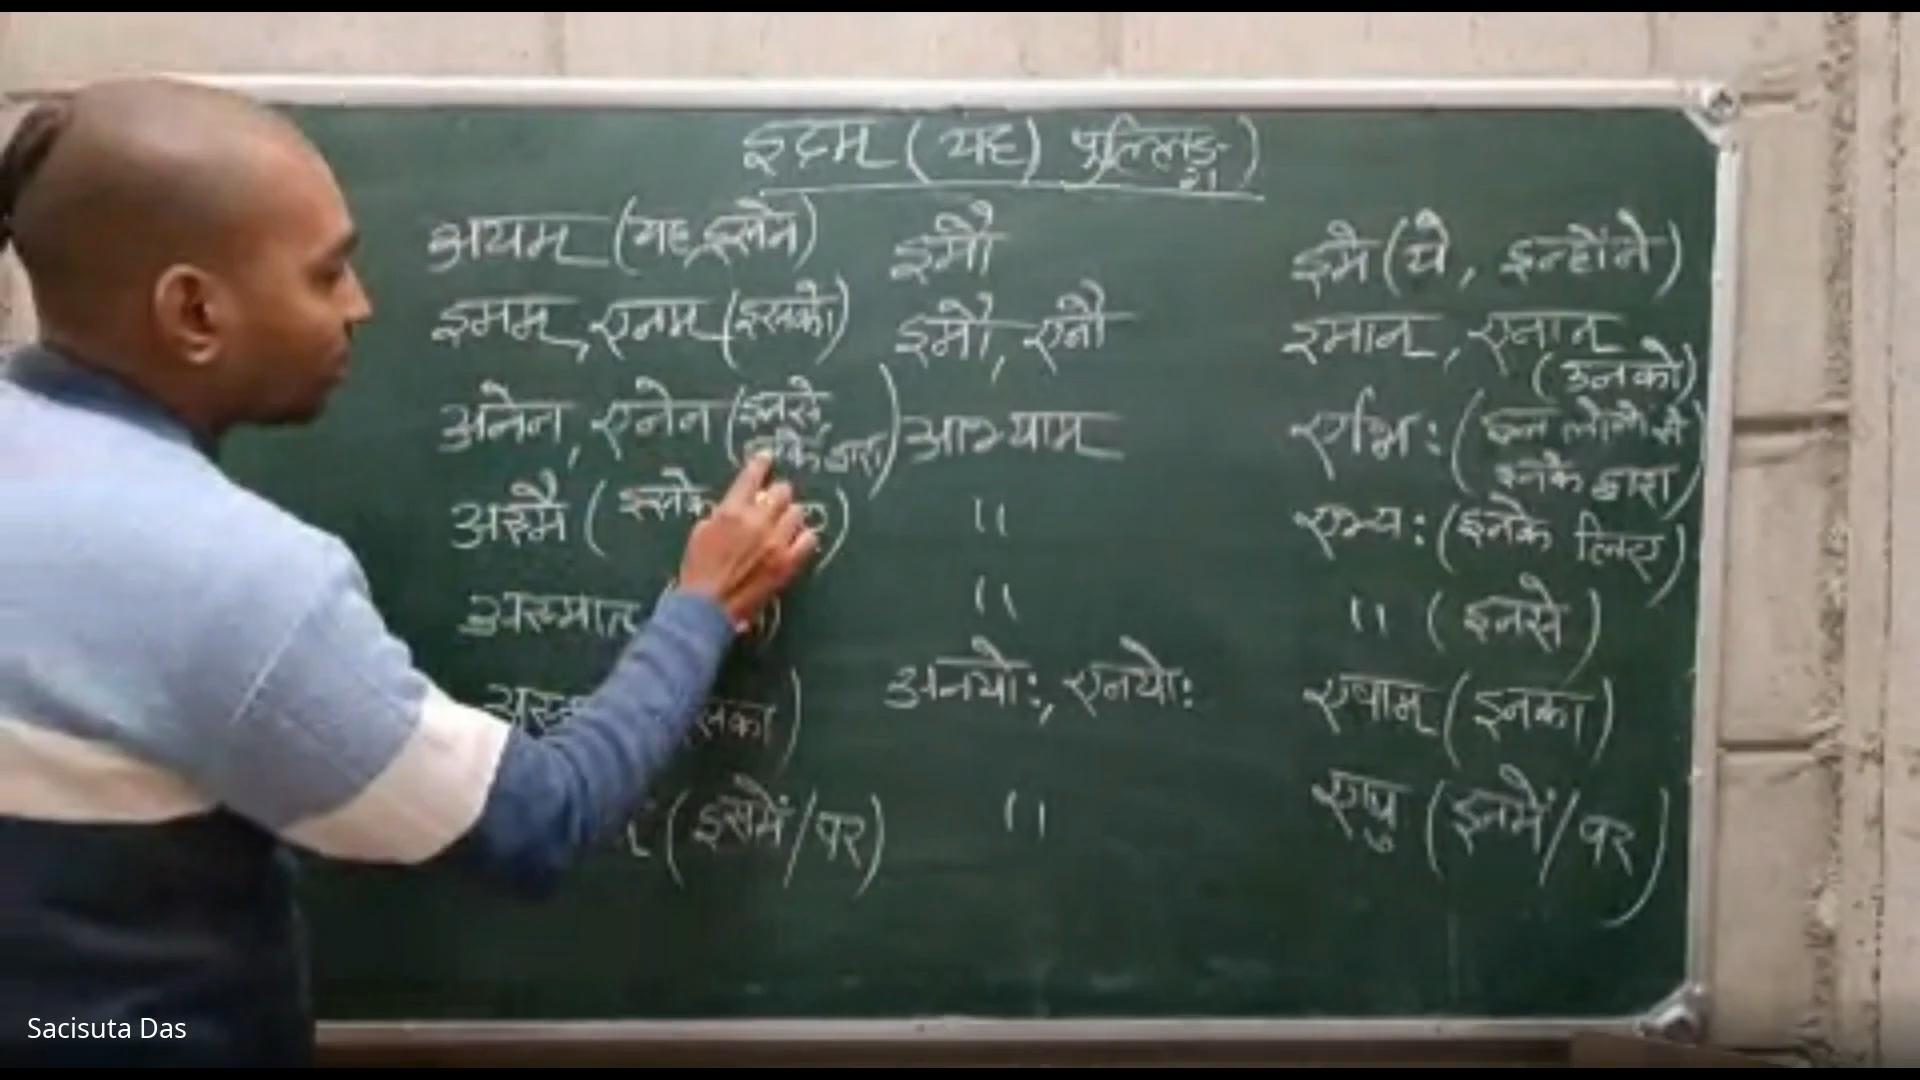 इदम् (यह) पुल्लिङ्ग)
अयम् (यह, इसने) इमौ इमे (ये, इन्होंने)
इमम्, एनम् (इसको) इमौ, एनौ इमान्, एनान् (उनको)
अनेन, एनेन (इससे, द्वारा) आभ्याम् एभिः (इन लोगो से इनके द्वारा)
अस्मै (इसके ) " एभ्यः (इनके लिए)
अस्मात् " " (इनसे)
अनयोः, एनयोः एषाम् (इनका)
(इसमें/पर) " एषु (इनमें/पर)
Sacisuta Das